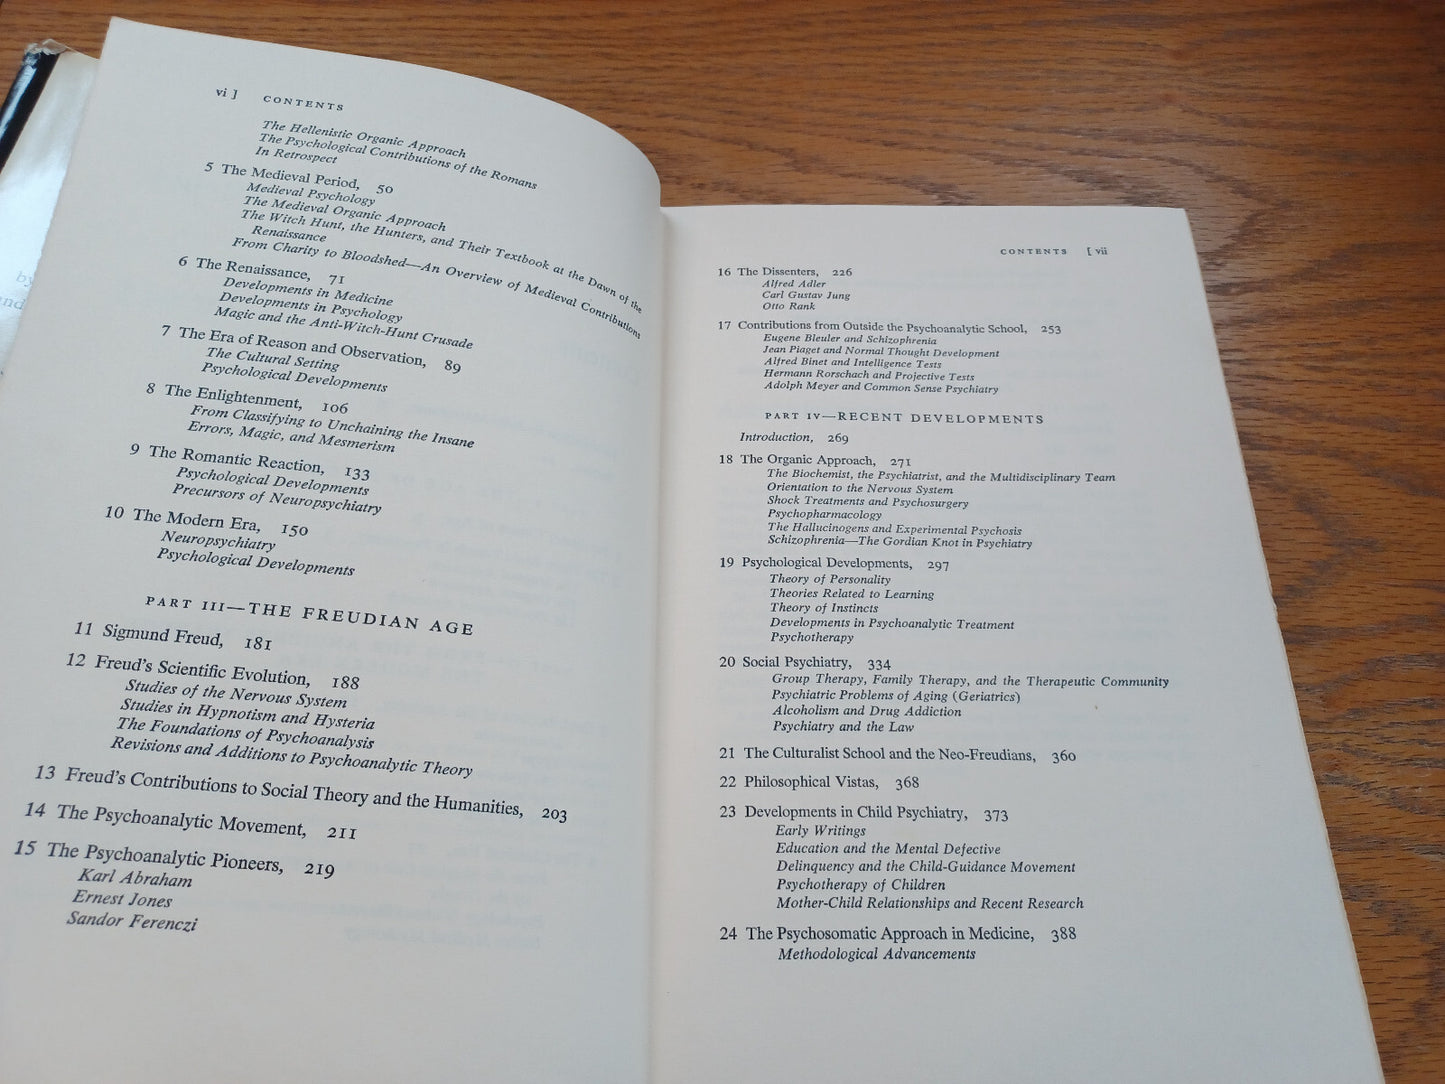 vi ] CONTENTS
The Hellenistic Organic Approach
The Psychological Contributions of the Romans
In Retrospect
5 The Medieval Period, 50
Medieval Psychology
The Medieval Organic Approach
The Witch Hunt, the Hunters, and Their Textbook at the Dawn of the
Renaissance
From Charity to Bloodshed—An Overview of Medieval Contributions
6 The Renaissance, 71
Developments in Medicine
Developments in Psychology
Magic and the Anti-Witch-Hunt Crusade
7 The Era of Reason and Observation, 89
The Cultural Setting
Psychological Developments
8 The Enlightenment, 106
From Classifying to Unchaining the Insane
Errors, Magic, and Mesmerism
9 The Romantic Reaction, 133
Psychological Developments
Precursors of Neuropsychiatry
10 The Modern Era, 150
Neuropsychiatry
Psychological Developments
PART III—THE FREUDIAN AGE
11 Sigmund Freud, 181
12 Freud's Scientific Evolution, 188
Studies of the Nervous System
Studies in Hypnotism and Hysteria
The Foundations of Psychoanalysis
Revisions and Additions to Psychoanalytic Theory
13 Freud's Contributions to Social Theory and the Humanities, 203
14 The Psychoanalytic Movement, 211
15 The Psychoanalytic Pioneers, 219
Karl Abraham
Ernest Jones
Sandor Ferenczi
CONTENTS [ vii
16 The Dissenters, 226
Alfred Adler
Carl Gustav Jung
Otto Rank
17 Contributions from Outside the Psychoanalytic School, 253
Eugene Bleuler and Schizophrenia
Jean Piaget and Normal Thought Development
Alfred Binet and Intelligence Tests
Hermann Rorschach and Projective Tests
Adolph Meyer and Common Sense Psychiatry
PART IV—RECENT DEVELOPMENTS
Introduction, 269
18 The Organic Approach, 271
The Biochemist, the Psychiatrist, and the Multidisciplinary Team
Orientation to the Nervous System
Shock Treatments and Psychosurgery
Psychopharmacology
The Hallucinogens and Experimental Psychosis
Schizophrenia—The Gordian Knot in Psychiatry
19 Psychological Developments, 297
Theory of Personality
Theories Related to Learning
Theory of Instincts
Developments in Psychoanalytic Treatment
Psychotherapy
20 Social Psychiatry, 334
Group Therapy, Family Therapy, and the Therapeutic Community
Psychiatric Problems of Aging (Geriatrics)
Alcoholism and Drug Addiction
Psychiatry and the Law
21 The Culturalist School and the Neo-Freudians, 360
22 Philosophical Vistas, 368
23 Developments in Child Psychiatry, 373
Early Writings
Education and the Mental Defective
Delinquency and the Child-Guidance Movement
Psychotherapy of Children
Mother-Child Relationships and Recent Research
24 The Psychosomatic Approach in Medicine, 388
Methodological Advancements